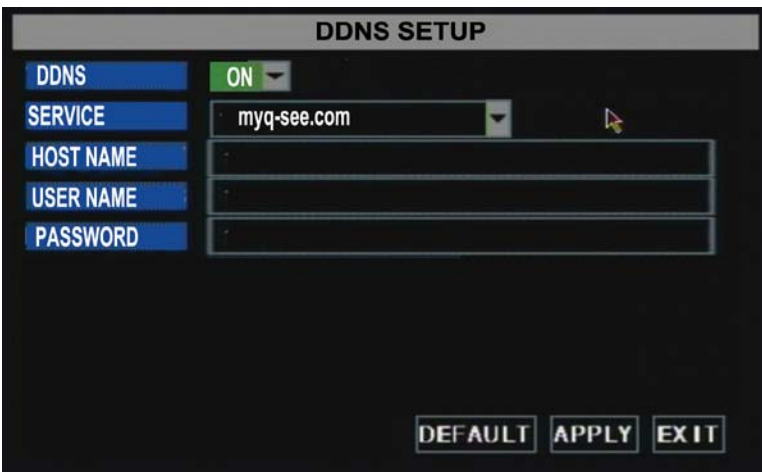 DDNS SETUP
DDNS ON
SERVICE myq-see.com
HOST NAME
USER NAME
PASSWORD
DEFAULT APPLY EXIT